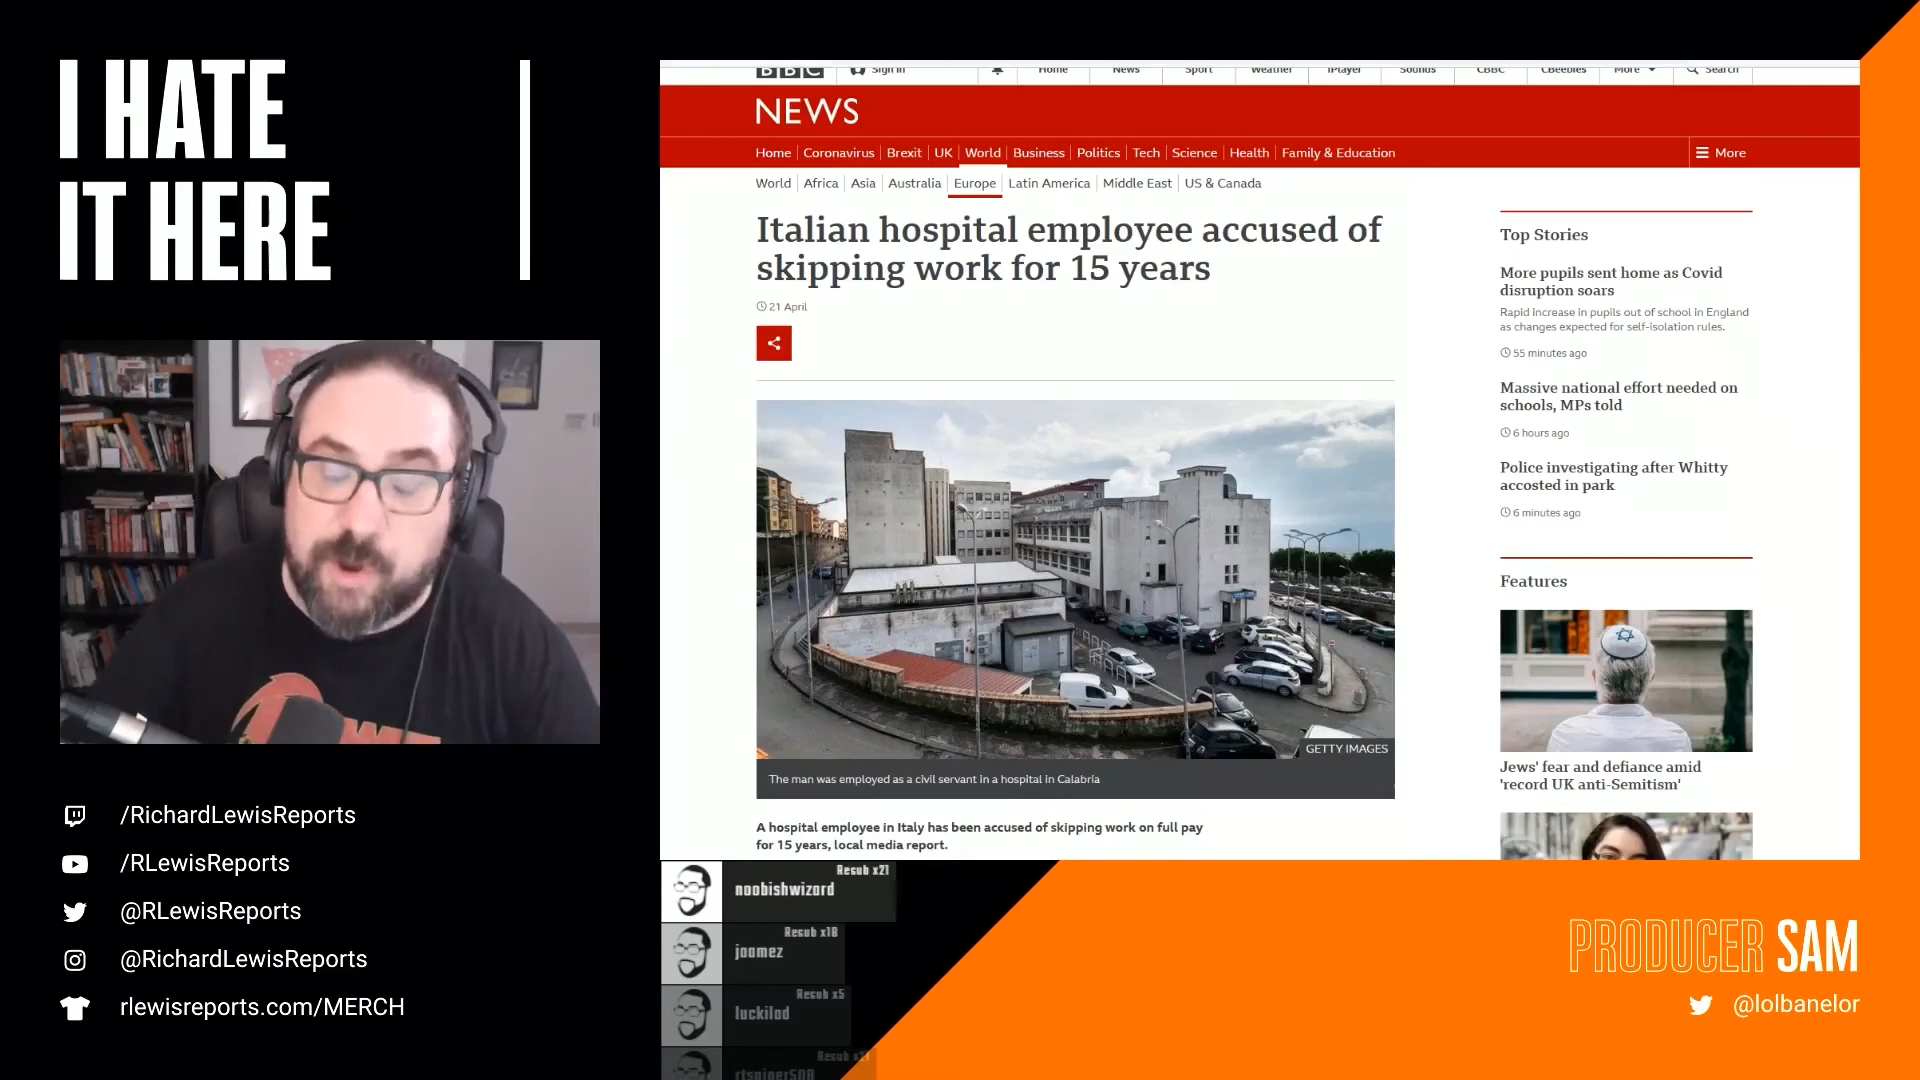 I HATE
IT HERE
/RichardLewisReports
/RLewisReports
@RLewisReports
@RichardLewisReports
rlewisreports.com/MERCH
BBC
Sign in
Home
News
Sport
Weather
iPlayer
Sounds
CBBC
CBeebies
More
Search
NEWS
Home
Coronavirus
Brexit
UK
World
Business
Politics
Tech
Science
Health
Family & Education
More
World
Africa
Asia
Australia
Europe
Latin America
Middle East
US & Canada
Italian hospital employee accused of
skipping work for 15 years
21 April
GETTY IMAGES
The man was employed as a civil servant in a hospital in Calabria
A hospital employee in Italy has been accused of skipping work on full pay
for 15 years, local media report.
Top Stories
More pupils sent home as Covid
disruption soars
Rapid increase in pupils out of school in England
as changes expected for self-isolation rules.
55 minutes ago
Massive national effort needed on
schools, MPs told
6 hours ago
Police investigating after Whitty
accosted in park
6 minutes ago
Features
Jews' fear and defiance amid
'record UK anti-Semitism'
Resub x21
noobishwizard
Resub x18
jaamez
Resub x5
luckilad
Resub x21
rtsniper508
PRODUCER SAM
@lolbanelor